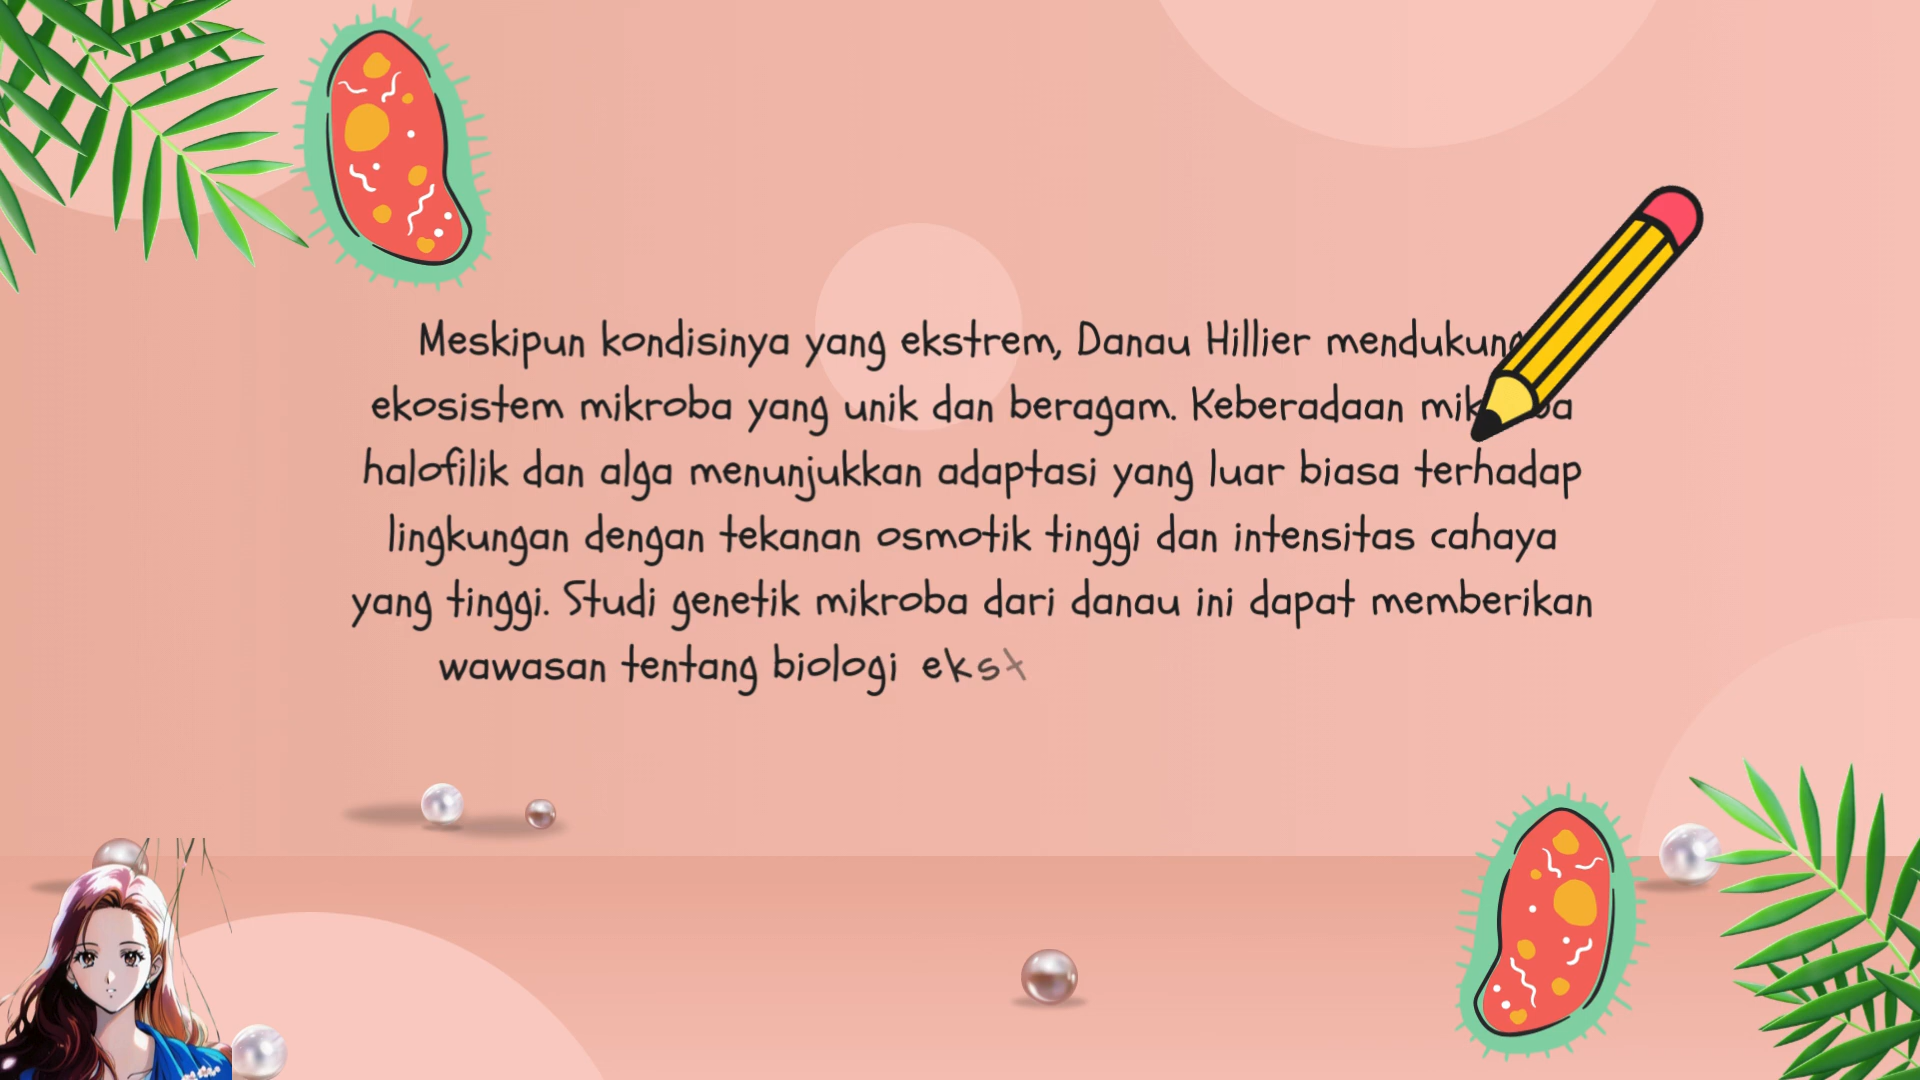 Meskipun kondisinya yang ekstrem, Danau Hillier mendukung
ekosistem mikroba yang unik dan beragam. Keberadaan mikroba
halofilik dan alga menunjukkan adaptasi yang luar biasa terhadap
lingkungan dengan tekanan osmotik tinggi dan intensitas cahaya
yang tinggi. Studi genetik mikroba dari danau ini dapat memberikan
wawasan tentang biologi ekst